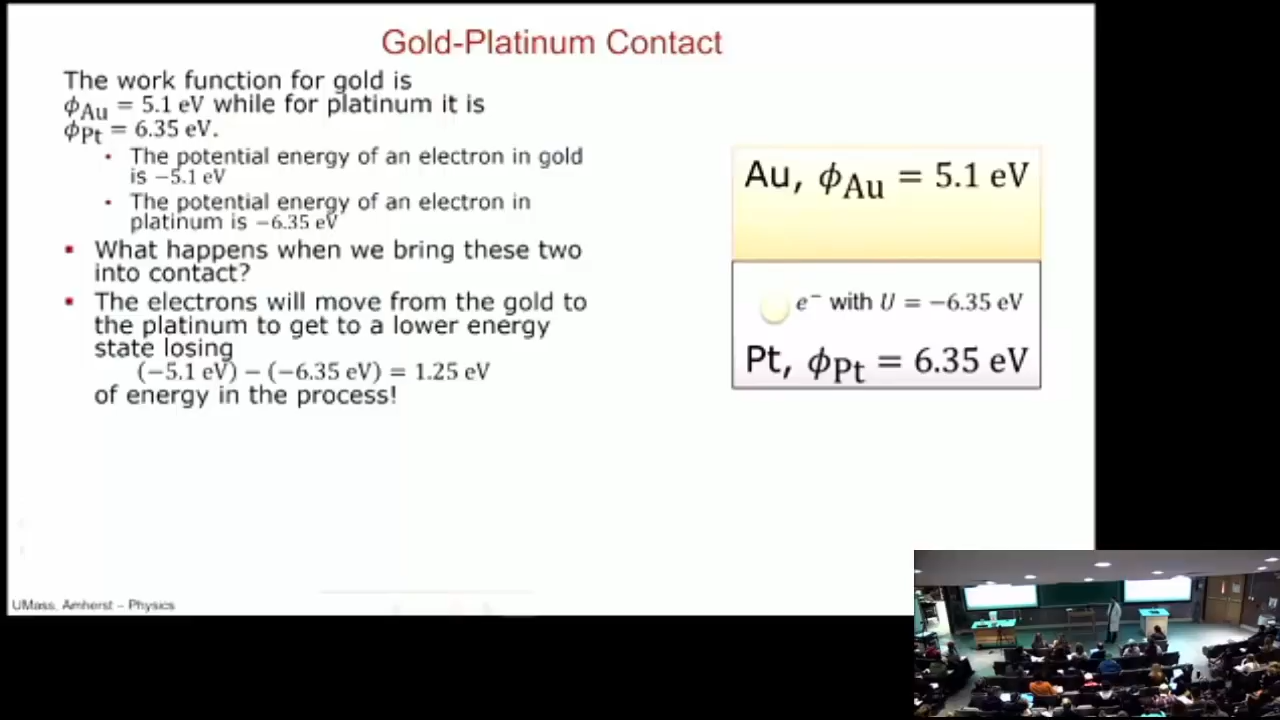 Gold-Platinum Contact
The work function for gold is
ϕAu = 5.1 eV while for platinum it is
ϕPt = 6.35 eV.
• The potential energy of an electron in gold
is −5.1 eV
• The potential energy of an electron in
platinum is −6.35 eV
▪ What happens when we bring these two
into contact?
▪ The electrons will move from the gold to
the platinum to get to a lower energy
state losing
(−5.1 eV) − (−6.35 eV) = 1.25 eV
of energy in the process!
Au, ϕAu = 5.1 eV
e⁻ with U = −6.35 eV
Pt, ϕPt = 6.35 eV
UMass, Amherst – Physics